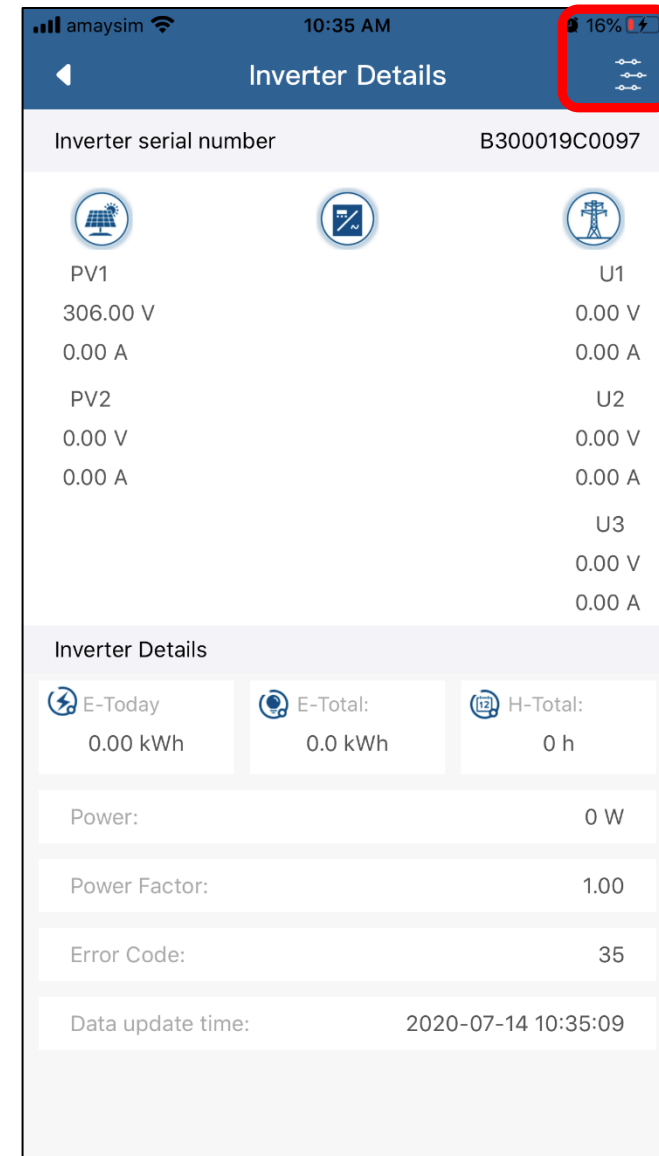 amaysim 10:35 AM 16%
Inverter Details
Inverter serial number B300019C0097
PV1 U1
306.00 V 0.00 V
0.00 A 0.00 A
PV2 U2
0.00 V 0.00 V
0.00 A 0.00 A
U3
0.00 V
0.00 A
Inverter Details
E-Today E-Total: 12 H-Total:
0.00 kWh 0.0 kWh 0 h
Power: 0 W
Power Factor: 1.00
Error Code: 35
Data update time: 2020-07-14 10:35:09